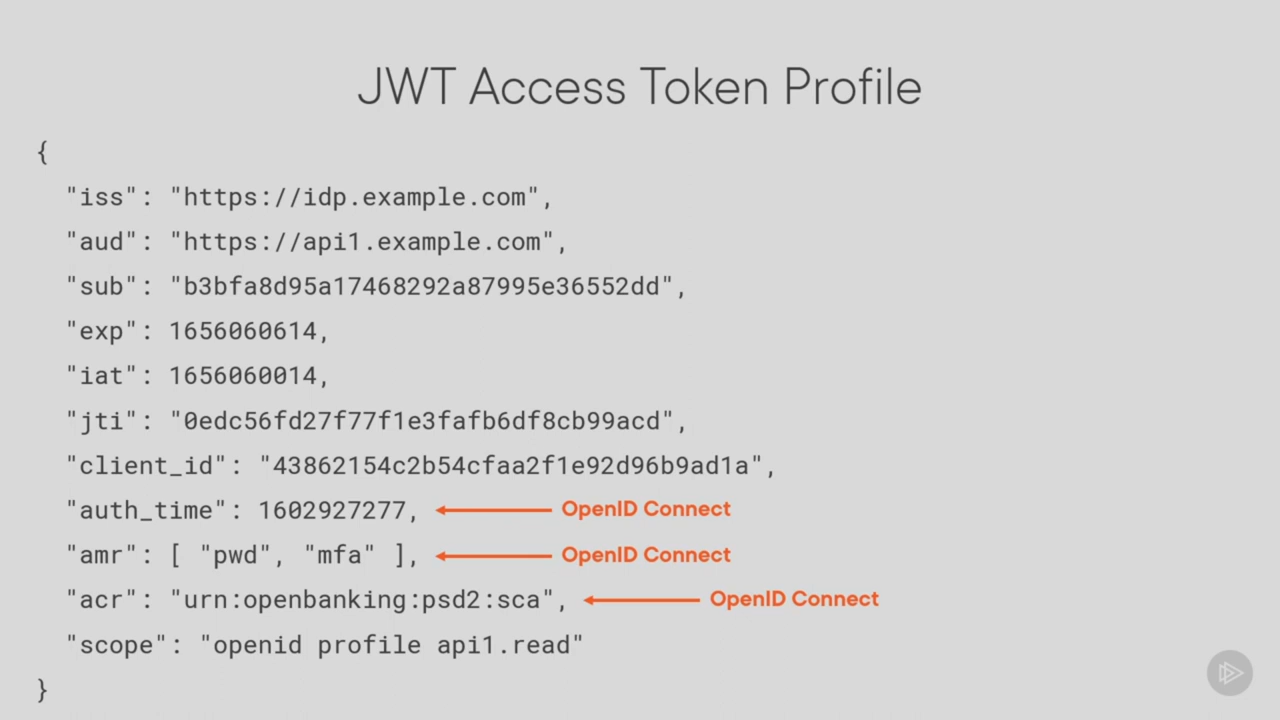 JWT Access Token Profile
{
"iss": "https://idp.example.com",
"aud": "https://api1.example.com",
"sub": "b3bfa8d95a17468292a87995e36552dd",
"exp": 1656060614,
"iat": 1656060014,
"jti": "0edc56fd27f77f1e3fafb6df8cb99acd",
"client_id": "43862154c2b54cfaa2f1e92d96b9ad1a",
"auth_time": 1602927277, OpenID Connect
"amr": [ "pwd", "mfa" ], OpenID Connect
"acr": "urn:openbanking:psd2:sca", OpenID Connect
"scope": "openid profile api1.read"
}